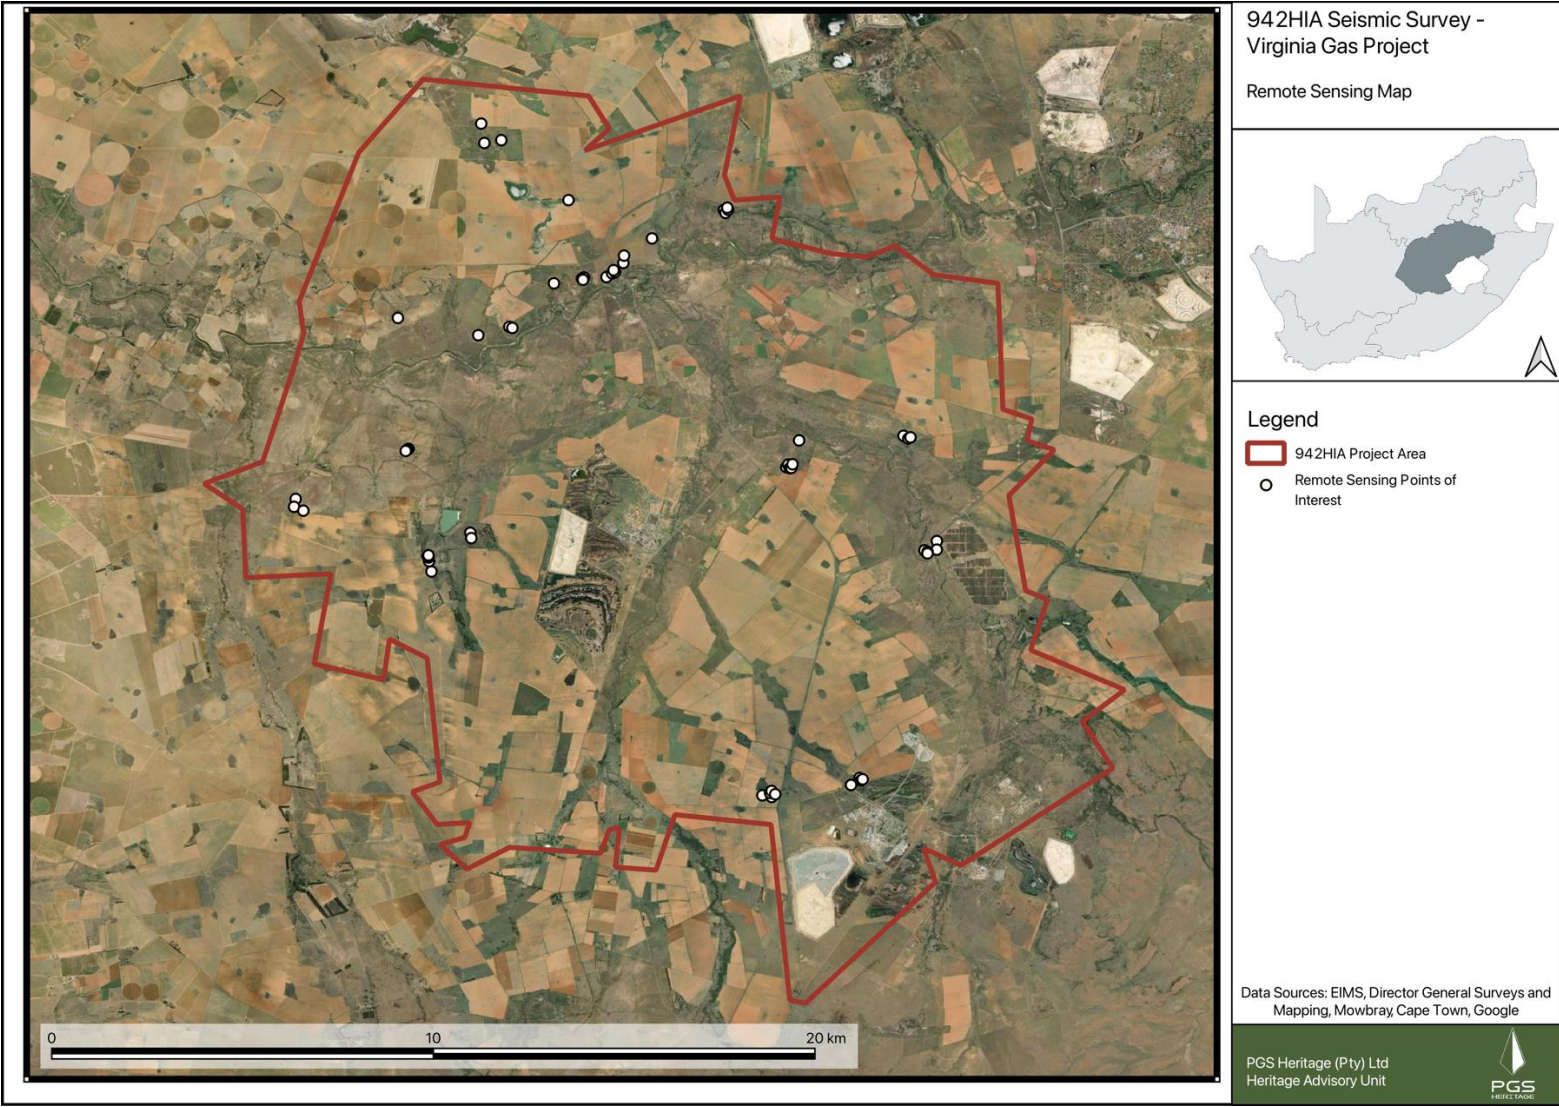 942HIA Seismic Survey -
Virginia Gas Project
Remote Sensing Map
Legend
942HIA Project Area
Remote Sensing Points of
Interest
0 10 20 km
Data Sources: EIMS, Director General Surveys and
Mapping, Mowbray, Cape Town, Google
PGS Heritage (Pty) Ltd
Heritage Advisory Unit
PGS
HERITAGE